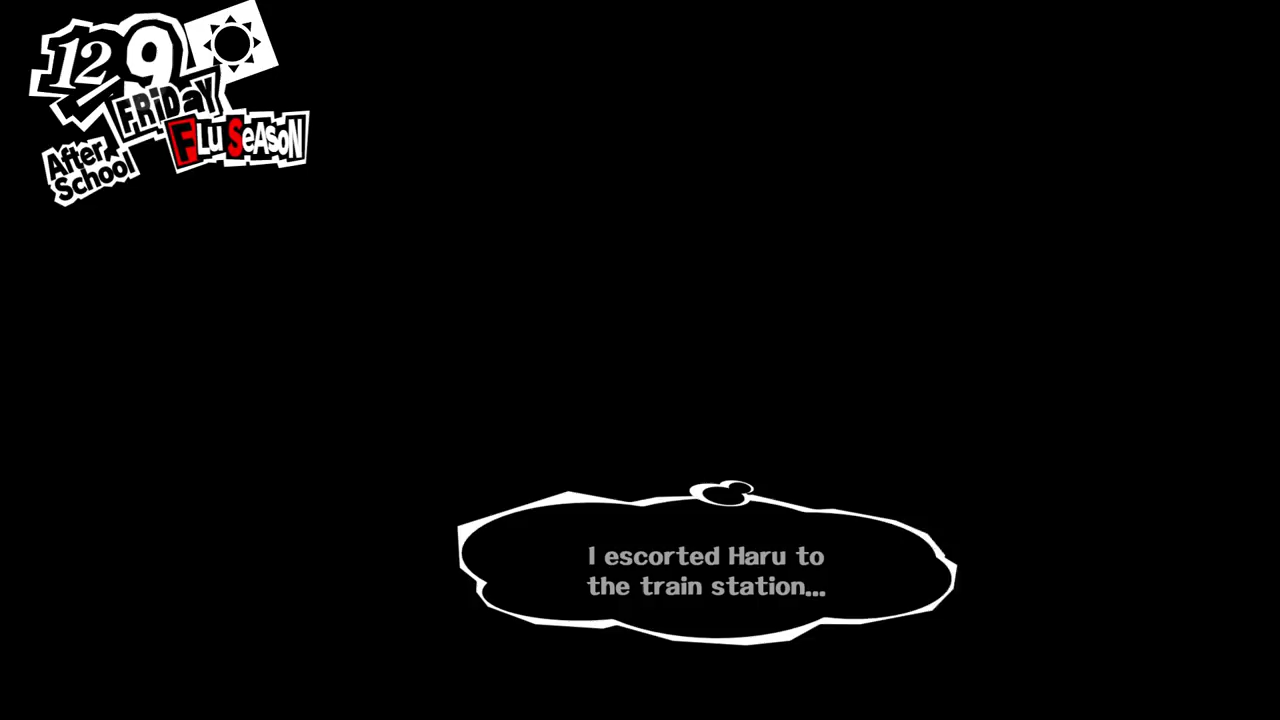 12 9
FRiDaY
FLu SeAsoN
After
School
I escorted Haru to
the train station...